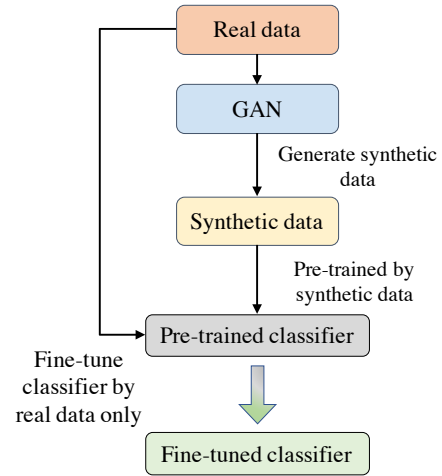 Real data
GAN
Generate synthetic
data
Synthetic data
Pre-trained by
synthetic data
Pre-trained classifier
Fine-tune
classifier by
real data only
Fine-tuned classifier